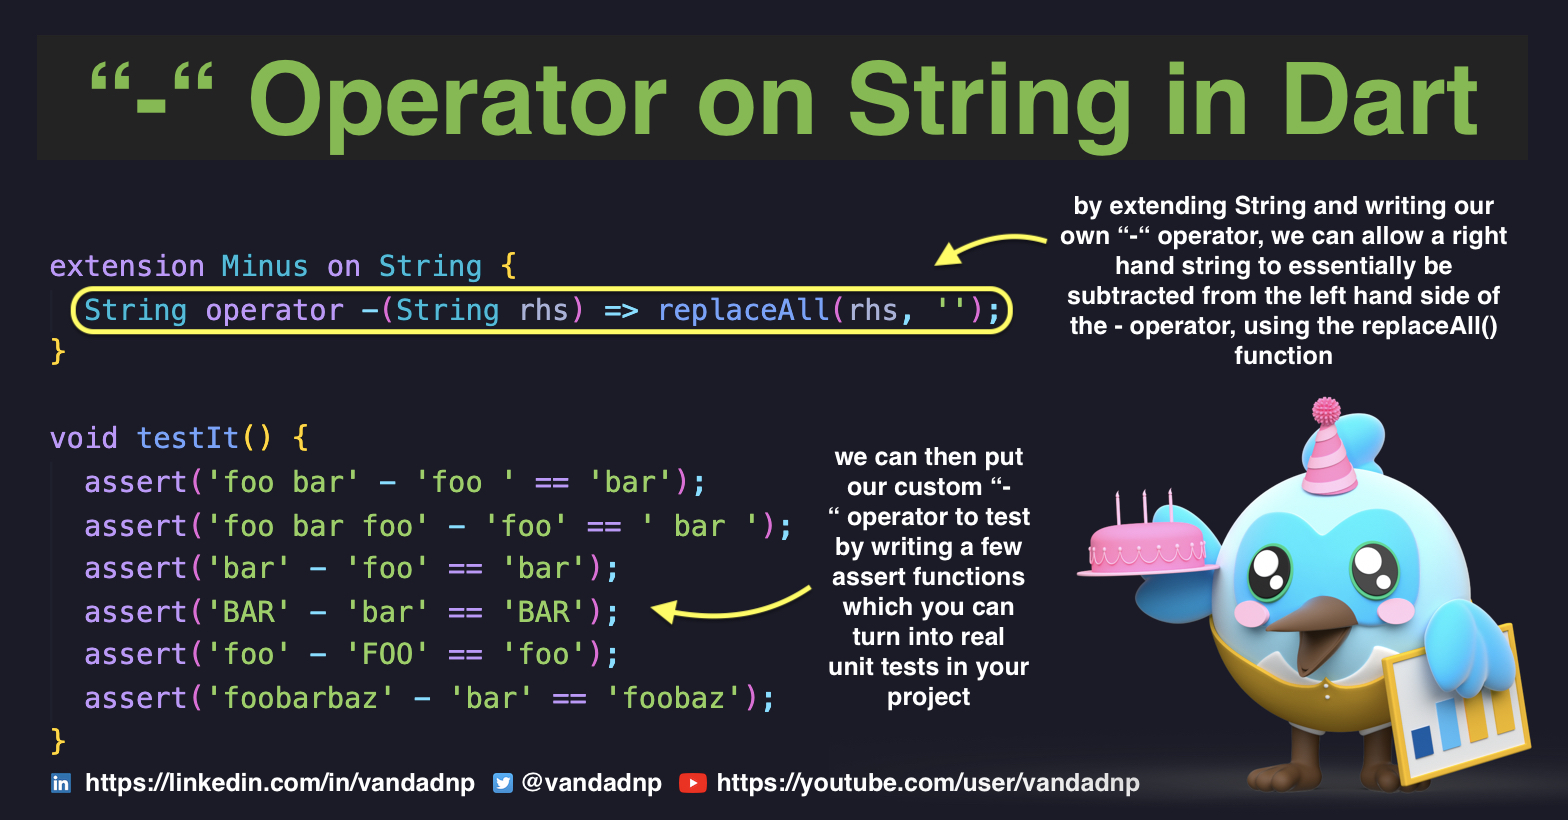 “-“ Operator on String in Dart
by extending String and writing our
own “-“ operator, we can allow a right
hand string to essentially be
subtracted from the left hand side of
the - operator, using the replaceAll()
function
extension Minus on String {
String operator -(String rhs) => replaceAll(rhs, '');
}
void testIt() {
assert('foo bar' - 'foo ' == 'bar');
assert('foo bar foo' - 'foo' == ' bar ');
assert('bar' - 'foo' == 'bar');
assert('BAR' - 'bar' == 'BAR');
assert('foo' - 'FOO' == 'foo');
assert('foobarbaz' - 'bar' == 'foobaz');
}
we can then put
our custom “-
“ operator to test
by writing a few
assert functions
which you can
turn into real
unit tests in your
project
in https://linkedin.com/in/vandadnp @vandadnp https://youtube.com/user/vandadnp